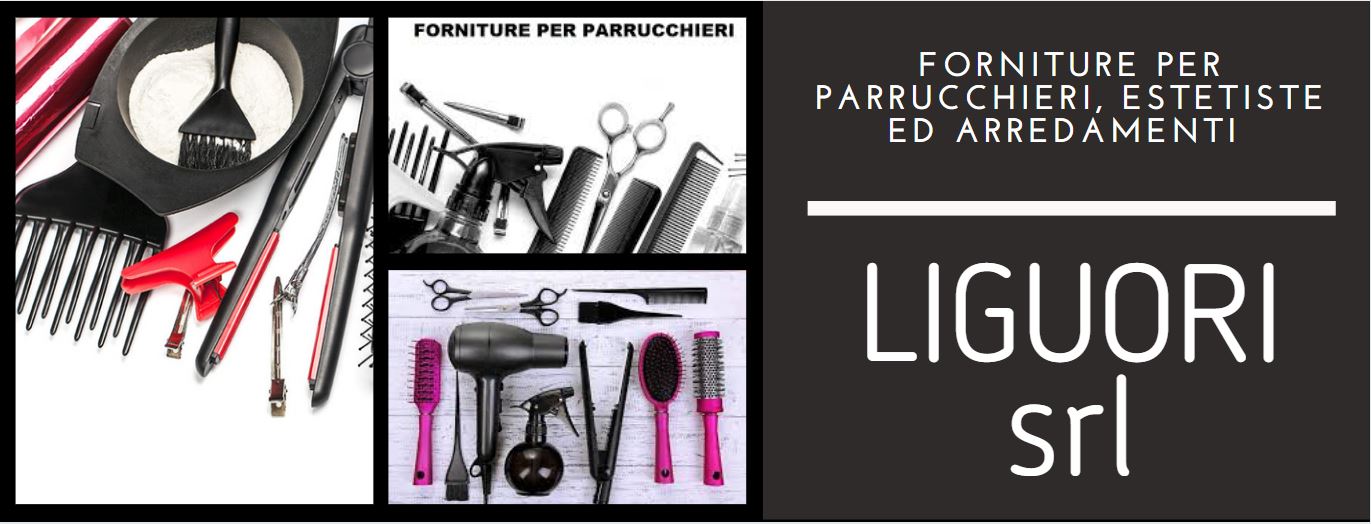 FORNITURE PER PARRUCCHIERI
FORNITURE PER
PARRUCCHIERI, ESTETISTE
ED ARREDAMENTI
LIGUORI
srl